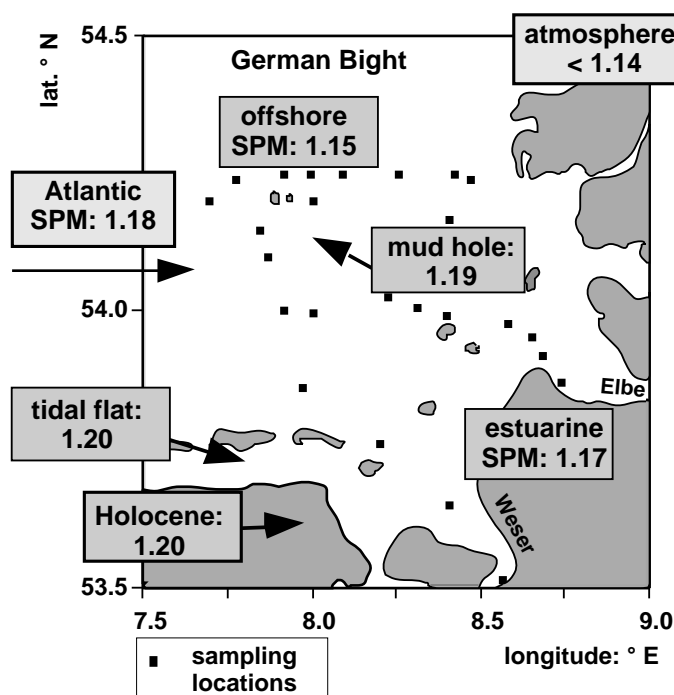 54.5
lat. ° N
German Bight
atmosphere
< 1.14
offshore
SPM: 1.15
Atlantic
SPM: 1.18
mud hole:
1.19
54.0
Elbe
tidal flat:
1.20
estuarine
SPM: 1.17
Holocene:
1.20
Weser
53.5
7.5
8.0
8.5
9.0
longitude: ° E
sampling
locations